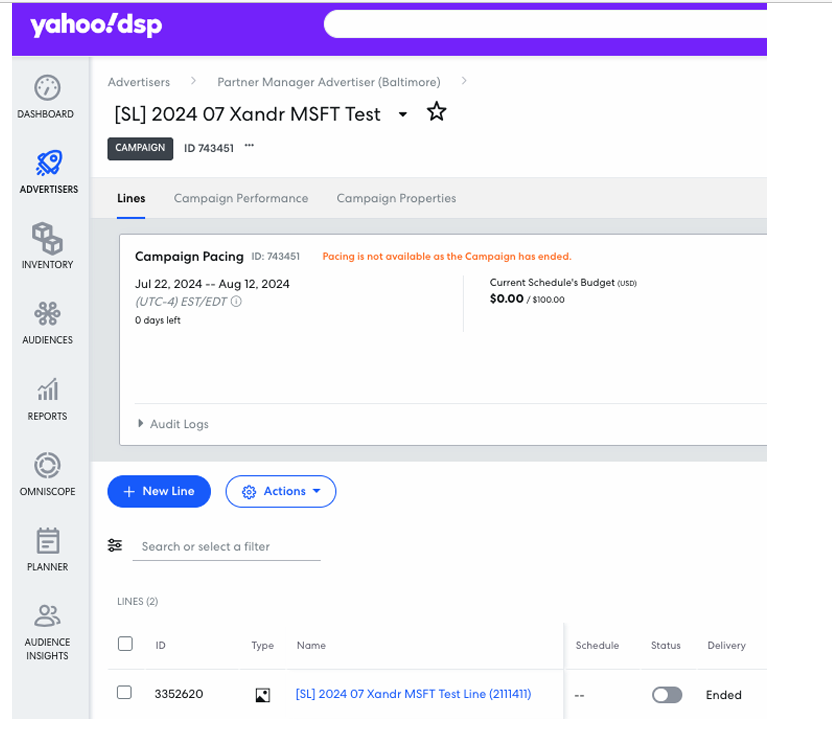 yahoo!dsp
DASHBOARD
ADVERTISERS
INVENTORY
AUDIENCES
REPORTS
OMNISCOPE
PLANNER
AUDIENCE
INSIGHTS
Advertisers > Partner Manager Advertiser (Baltimore) >
[SL] 2024 07 Xandr MSFT Test
CAMPAIGN ID 743451 ...
Lines Campaign Performance Campaign Properties
Campaign Pacing ID: 743451 Pacing is not available as the Campaign has ended.
Jul 22, 2024 -- Aug 12, 2024
(UTC-4) EST/EDT
0 days left
Current Schedule's Budget (USD)
$0.00 / $100.00
Audit Logs
+ New Line Actions
Search or select a filter
LINES (2)
ID Type Name Schedule Status Delivery
3352620 [SL] 2024 07 Xandr MSFT Test Line (2111411) -- Ended